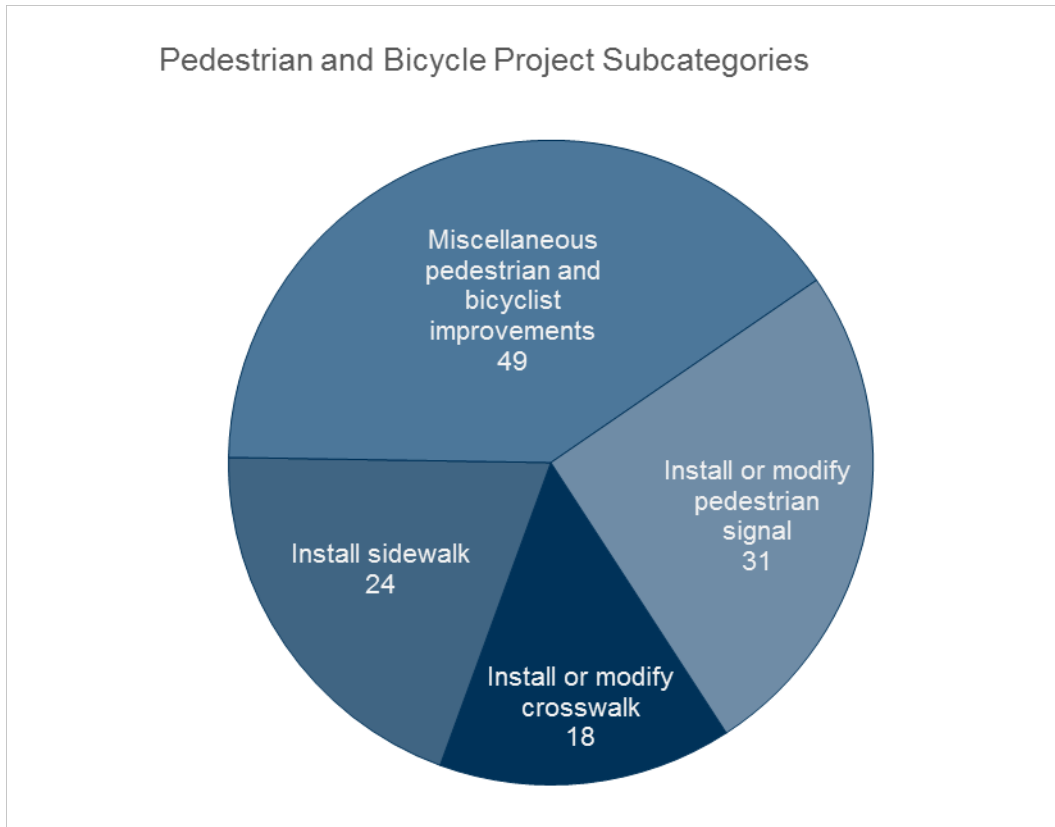 Pedestrian and Bicycle Project Subcategories
Miscellaneous
pedestrian and
bicyclist
improvements
49
Install or modify
pedestrian
signal
31
Install sidewalk
24
Install or modify
crosswalk
18